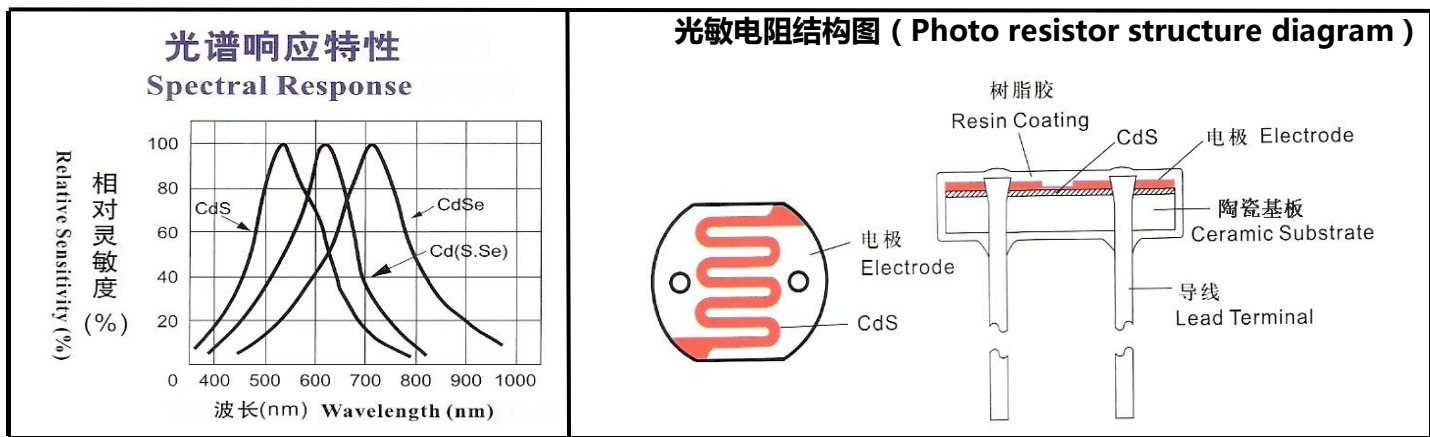 光谱响应特性
Spectral Response
Relative Sensitivity (%)
相对灵敏度(%)
100
80
60
40
20
0 400 500 600 700 800 900 1000
波长(nm) Wavelength (nm)
CdS
CdSe
Cd(S.Se)
光敏电阻结构图 ( Photo resistor structure diagram )
树脂胶
Resin Coating
CdS
电极 Electrode
陶瓷基板
Ceramic Substrate
导线
Lead Terminal
电极
Electrode
CdS